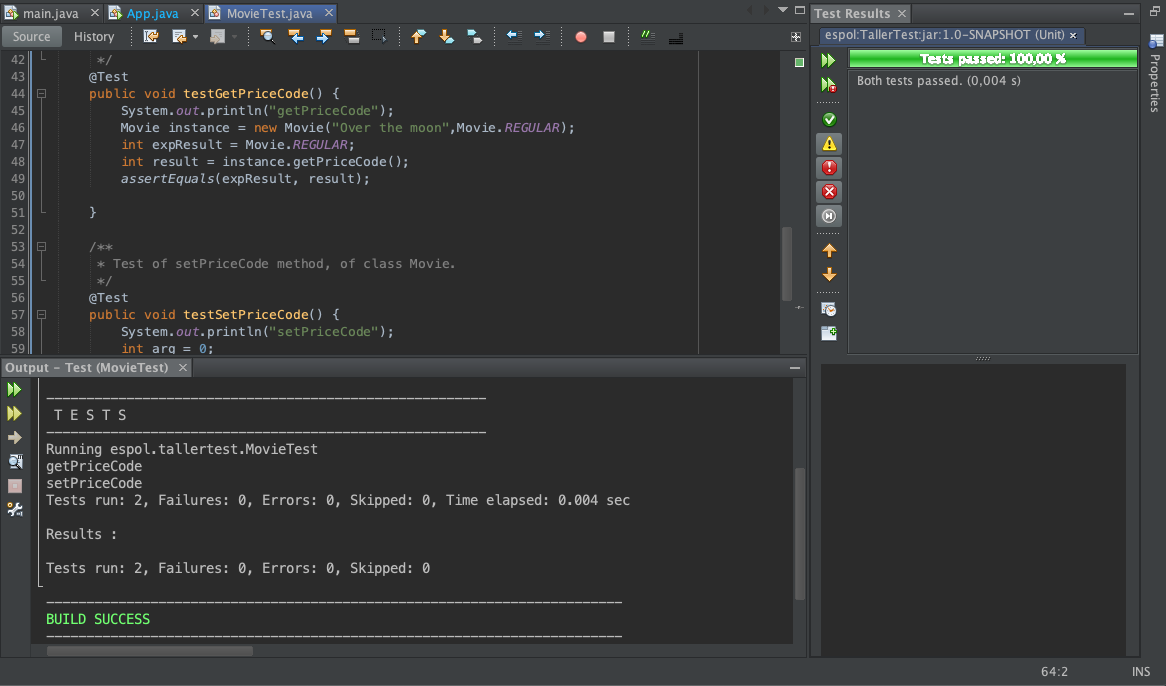 main.java
App.java
MovieTest.java
Source
History
42 */
43 @Test
44 public void testGetPriceCode() {
45 System.out.println("getPriceCode");
46 Movie instance = new Movie("Over the moon",Movie.REGULAR);
47 int expResult = Movie.REGULAR;
48 int result = instance.getPriceCode();
49 assertEquals(expResult, result);
50
51 }
52
53 /**
54 * Test of setPriceCode method, of class Movie.
55 */
56 @Test
57 public void testSetPriceCode() {
58 System.out.println("setPriceCode");
59 int arg = 0;
Output - Test (MovieTest)
-------------------------------------------------------
T E S T S
-------------------------------------------------------
Running espol.tallertest.MovieTest
getPriceCode
setPriceCode
Tests run: 2, Failures: 0, Errors: 0, Skipped: 0, Time elapsed: 0.004 sec
Results :
Tests run: 2, Failures: 0, Errors: 0, Skipped: 0
------------------------------------------------------------------------
BUILD SUCCESS
------------------------------------------------------------------------
Test Results
espol:TallerTest:jar:1.0-SNAPSHOT (Unit)
Tests passed: 100,00 %
Both tests passed. (0,004 s)
Properties
64:2
INS